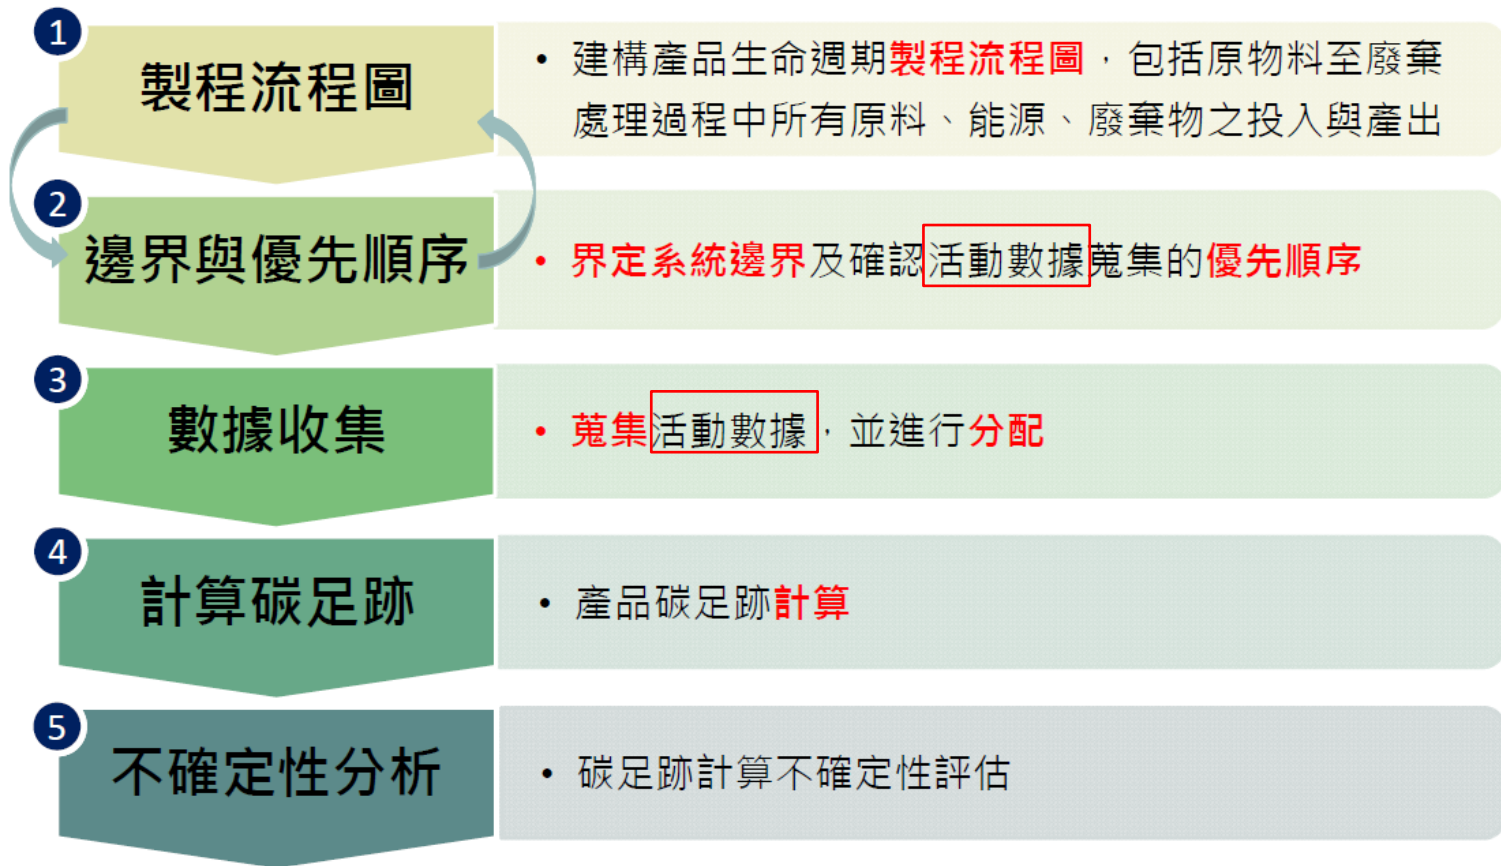 1
製程流程圖
• 建構產品生命週期製程流程圖，包括原物料至廢棄
處理過程中所有原料、能源、廢棄物之投入與產出
2
邊界與優先順序
• 界定系統邊界及確認活動數據蒐集的優先順序
3
數據收集
• 蒐集活動數據，並進行分配
4
計算碳足跡
• 產品碳足跡計算
5
不確定性分析
• 碳足跡計算不確定性評估